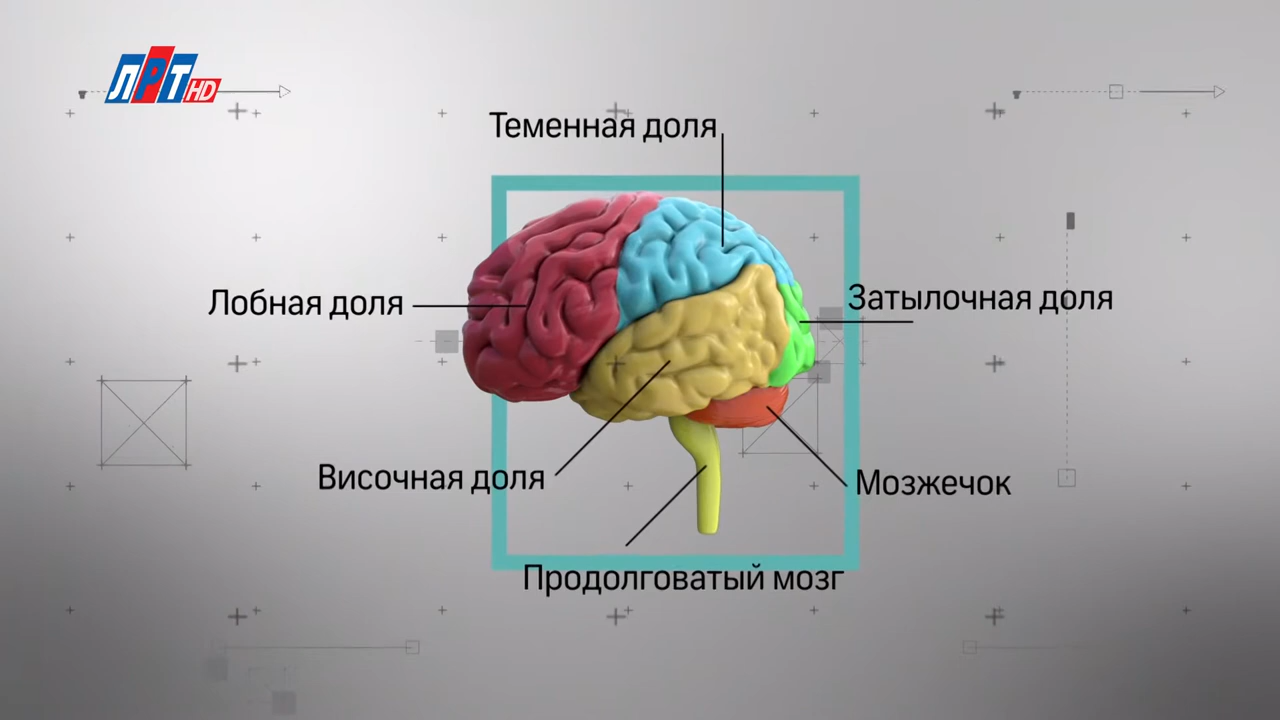 ЛРТ HD
Теменная доля
Лобная доля
Затылочная доля
Височная доля
Мозжечок
Продолговатый мозг